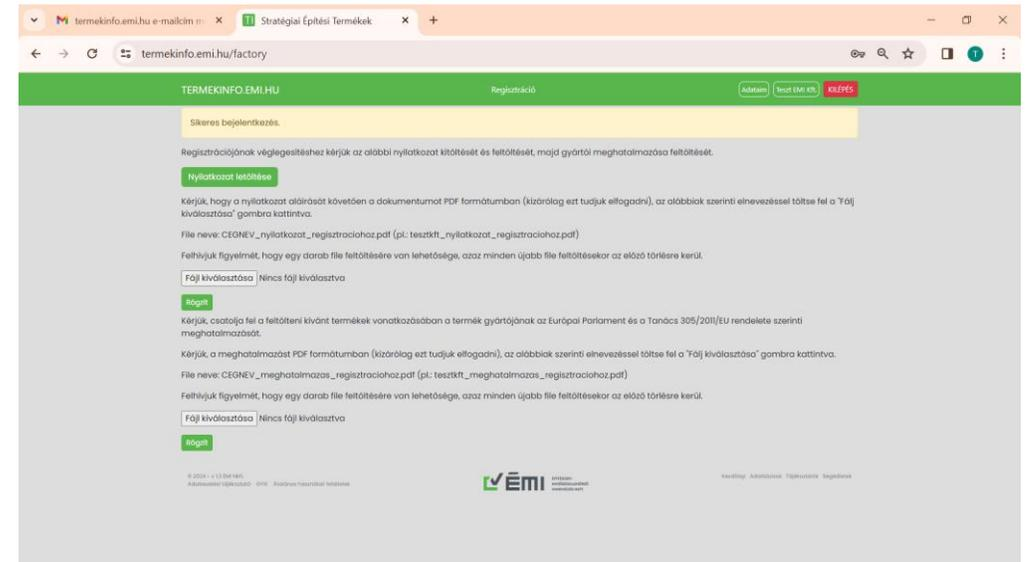 termekinfo.emi.hu e-mailcím m
Stratégiai Építési Termékek
termekinfo.emi.hu/factory
T
TERMEKINFO.EMI.HU
Regisztráció
Adataim
Teszt EMI Kft.
KILÉPÉS
Sikeres bejelentkezés.
Regisztrációjának véglegesítéshez kérjük az alábbi nyilatkozat kitöltését és feltöltését, majd gyártói meghatalmazása feltöltését.
Nyilatkozat letöltése
Kérjük, hogy a nyilatkozat aláírását követően a dokumentumot PDF formátumban (kizárólag ezt tudjuk elfogadni), az alábbiak szerinti elnevezéssel töltse fel a "Fálj
kiválasztása" gombra kattintva.
File neve: CEGNEV_nyilatkozat_regisztraciohoz.pdf (pl.: tesztkft_nyilatkozat_regisztraciohoz.pdf)
Felhívjuk figyelmét, hogy egy darab file feltöltésére van lehetősége, azaz minden újabb file feltöltésekor az előző törlésre kerül.
Fájl kiválasztása Nincs fájl kiválasztva
Rögzít
Kérjük, csatolja fel a feltölteni kívánt termékek vonatkozásában a termék gyártójának az Európai Parlament és a Tanács 305/2011/EU rendelete szerinti
meghatalmazását.
Kérjük, a meghatalmazást PDF formátumban (kizárólag ezt tudjuk elfogadni), az alábbiak szerinti elnevezéssel töltse fel a "Fálj kiválasztása" gombra kattintva.
File neve: CEGNEV_meghatalmazas_regisztraciohoz.pdf (pl.: tesztkft_meghatalmazas_regisztraciohoz.pdf)
Felhívjuk figyelmét, hogy egy darab file feltöltésére van lehetősége, azaz minden újabb file feltöltésekor az előző törlésre kerül.
Fájl kiválasztása Nincs fájl kiválasztva
Rögzít
ÉMI
Kezdőlap Adatbázisok Tájékoztatók Segédletek